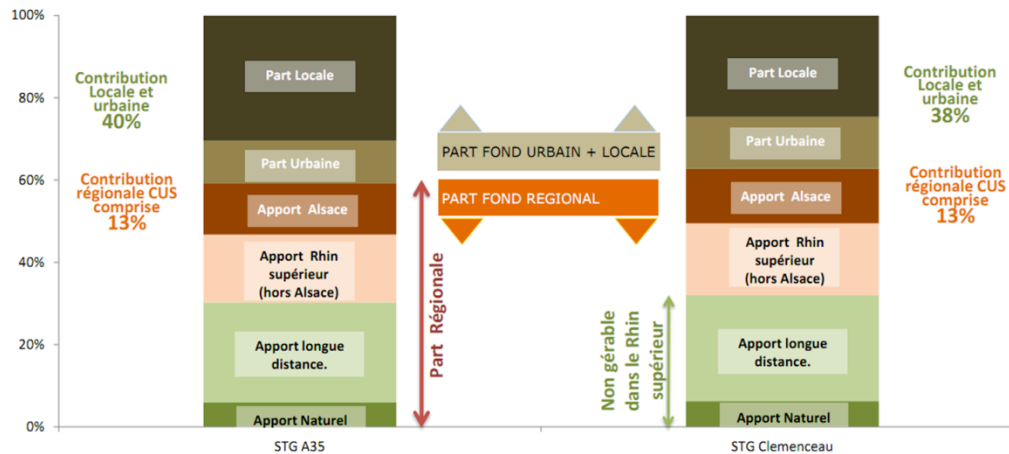 100%
80%
60%
40%
20%
0%
Contribution
Locale et
urbaine
40%
Contribution
régionale CUS
comprise
13%
Part Locale
Part Urbaine
Apport Alsace
Apport Rhin
supérieur
(hors Alsace)
Apport longue
distance.
Apport Naturel
STG A35
PART FOND URBAIN + LOCALE
PART FOND REGIONAL
Part Régionale
Non gérable
dans le Rhin
supérieur
Part Locale
Part Urbaine
Apport Alsace
Apport Rhin
supérieur
(hors Alsace)
Apport longue
distance.
Apport Naturel
STG Clemenceau
Contribution
Locale et
urbaine
38%
Contribution
régionale CUS
comprise
13%